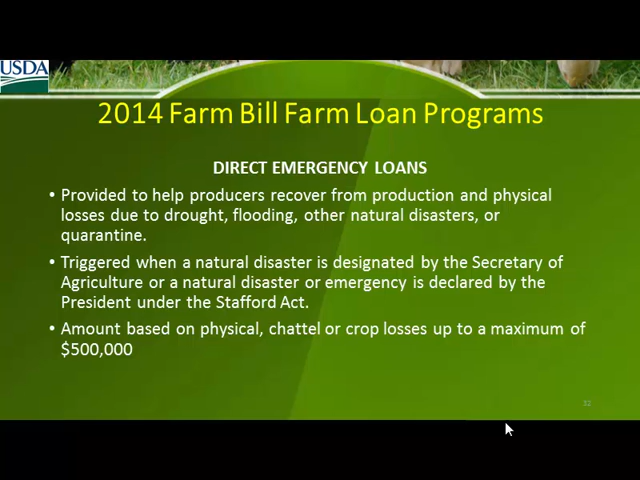 USDA
2014 Farm Bill Farm Loan Programs
DIRECT EMERGENCY LOANS
• Provided to help producers recover from production and physical
losses due to drought, flooding, other natural disasters, or
quarantine.
• Triggered when a natural disaster is designated by the Secretary of
Agriculture or a natural disaster or emergency is declared by the
President under the Stafford Act.
• Amount based on physical, chattel or crop losses up to a maximum of
$500,000
32